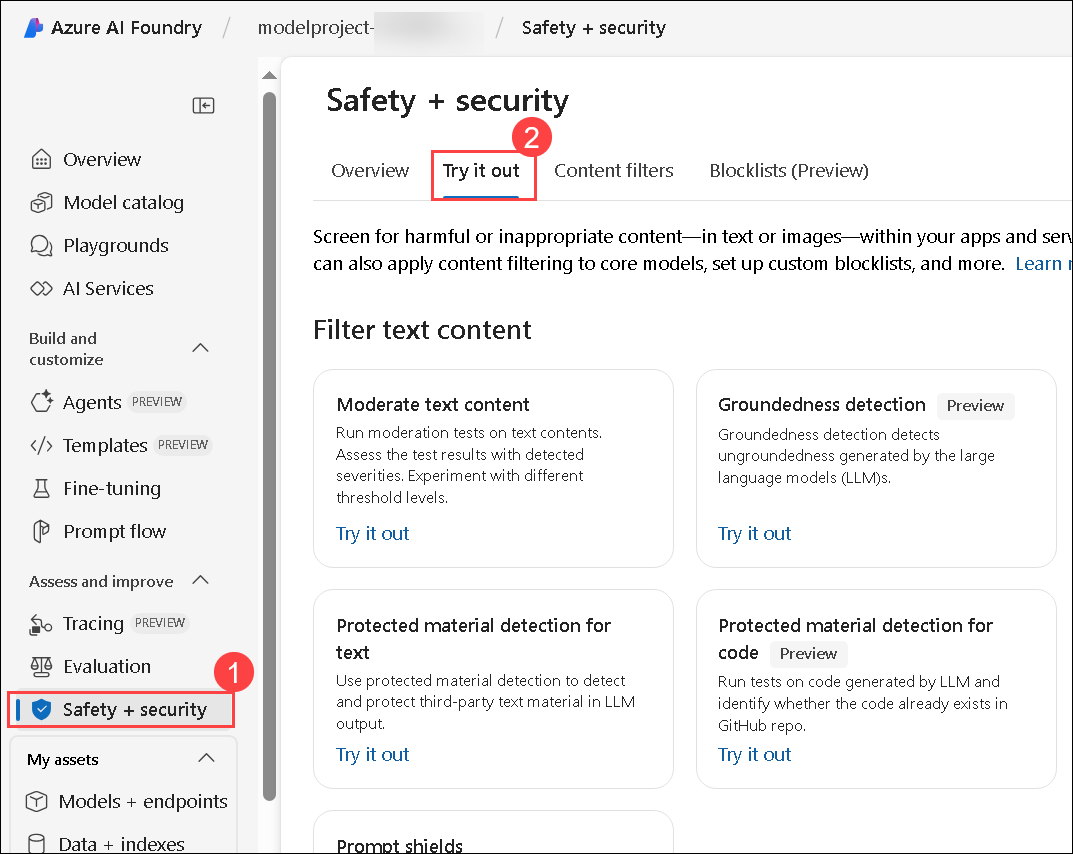 Azure AI Foundry / modelproject- / Safety + security
Overview
Model catalog
Playgrounds
AI Services
Build and
customize
Agents PREVIEW
Templates PREVIEW
Fine-tuning
Prompt flow
Assess and improve
Tracing PREVIEW
Evaluation
1
Safety + security
My assets
Models + endpoints
Data + indexes
Safety + security
2
Overview Try it out Content filters Blocklists (Preview)
Screen for harmful or inappropriate content—in text or images—within your apps and
can also apply content filtering to core models, set up custom blocklists, and more. Learn
Filter text content
Moderate text content
Run moderation tests on text contents.
Assess the test results with detected
severities. Experiment with different
threshold levels.
Try it out
Groundedness detection Preview
Groundedness detection detects
ungroundedness generated by the large
language models (LLM)s.
Try it out
Protected material detection for
text
Use protected material detection to detect
and protect third-party text material in LLM
output.
Try it out
Protected material detection for
code Preview
Run tests on code generated by LLM and
identify whether the code already exists in
GitHub repo.
Try it out
Prompt shields